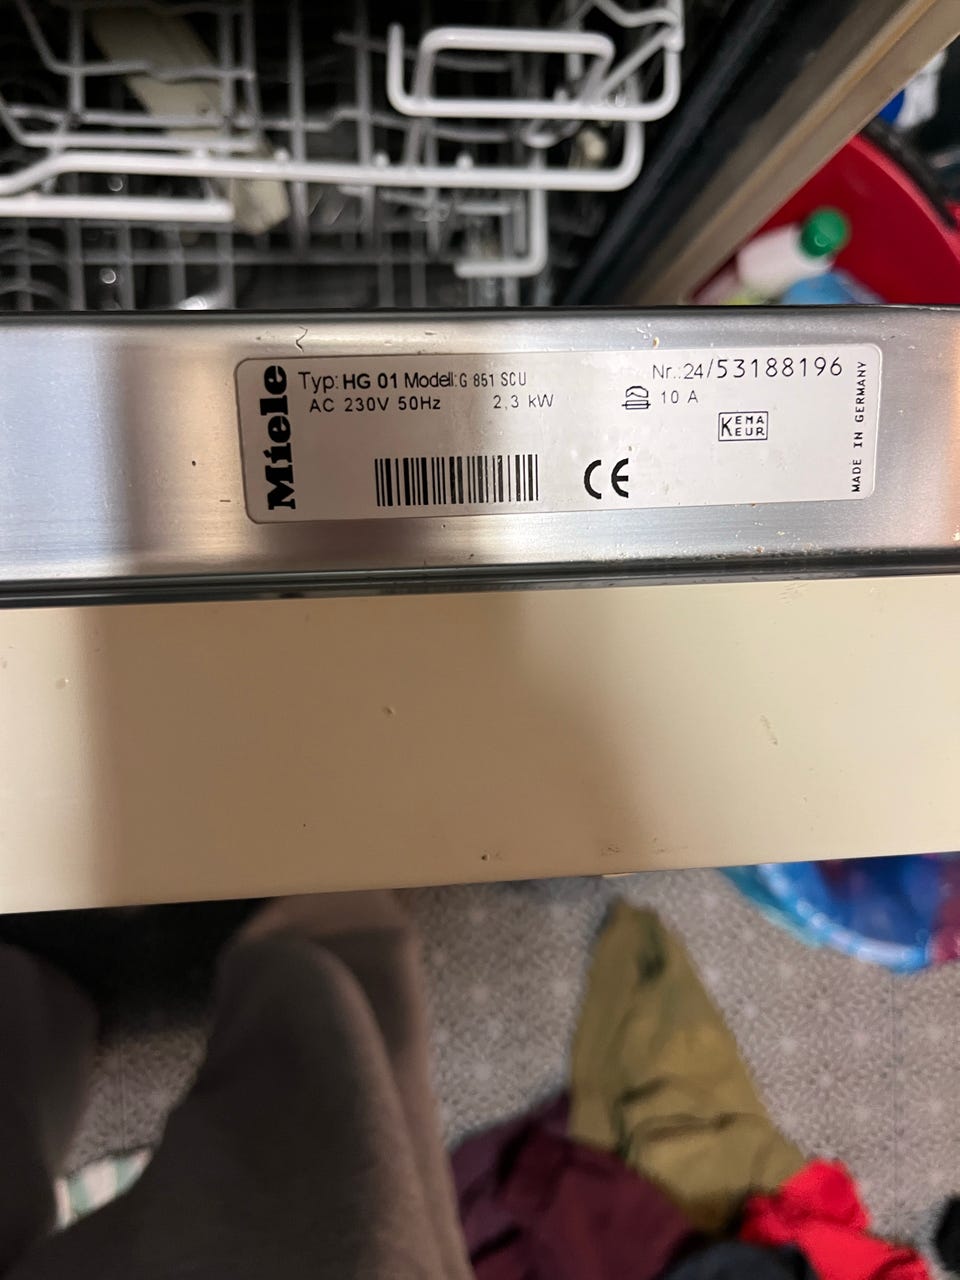 Miele
Typ: HG 01 Modell: G 851 SCU
Nr.: 24/53188196
AC 230V 50Hz 2,3 kW 10 A
KEMA
KEUR
CE
MADE IN GERMANY